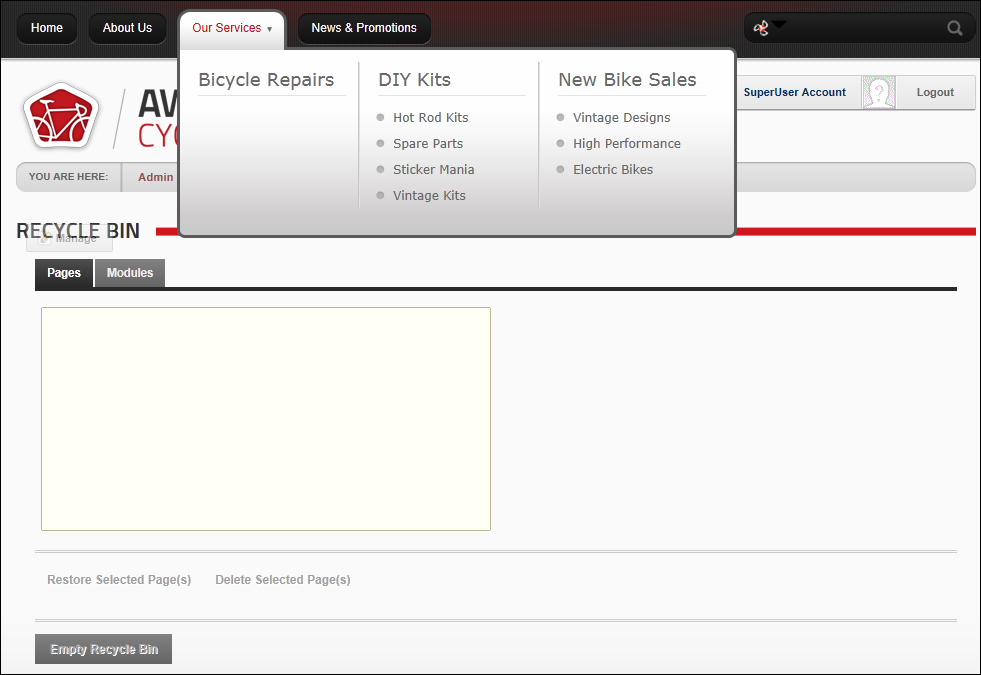 Home
About Us
Our Services ▾
News & Promotions
Bicycle Repairs
DIY Kits
Hot Rod Kits
Spare Parts
Sticker Mania
Vintage Kits
New Bike Sales
Vintage Designs
High Performance
Electric Bikes
SuperUser Account
?
Logout
AW
CYC
YOU ARE HERE:
Admin
RECYCLE BIN
Manage
Pages
Modules
Restore Selected Page(s)
Delete Selected Page(s)
Empty Recycle Bin